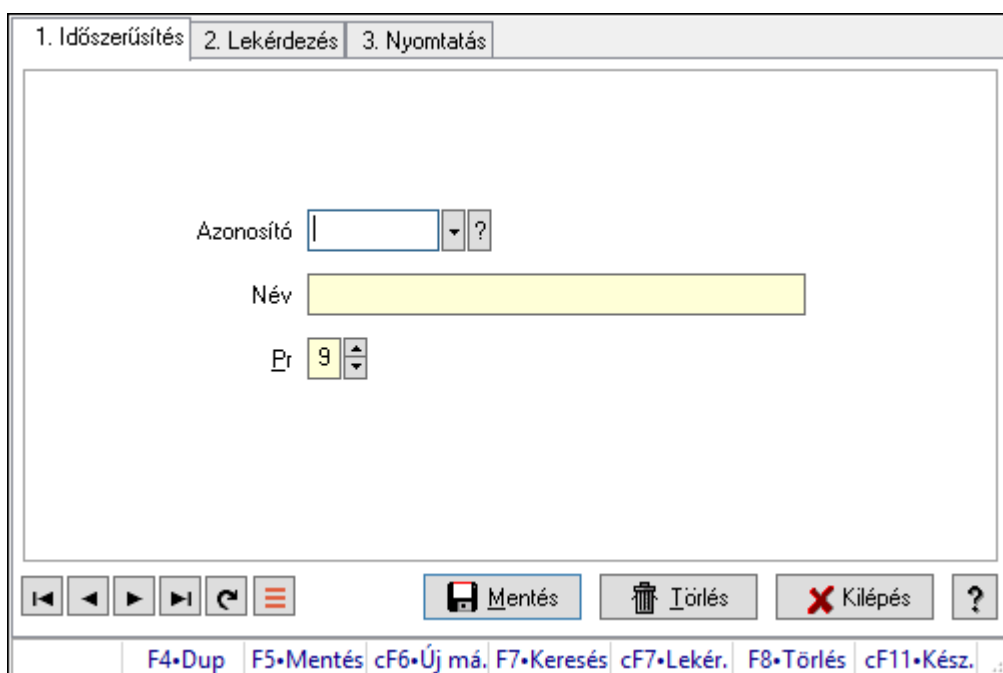 1. Időszerűsítés 2. Lekérdezés 3. Nyomtatás
Azonosító ?
Név
Pr 9
Mentés Törlés Kilépés ?
F4•Dup F5•Mentés cF6•Új má. F7•Keresés cF7•Lekér. F8•Törlés cF11•Kész.